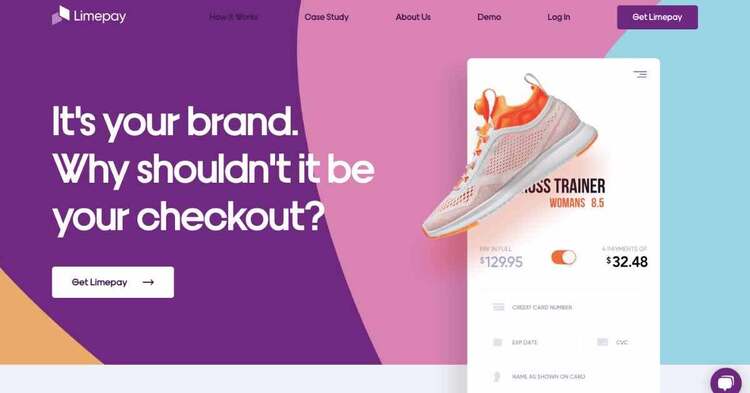 Limepay
How It Works
Case Study
About Us
Demo
Log In
Get Limepay
It's your brand.
Why shouldn't it be
your checkout?
Get Limepay
OSS TRAINER
WOMANS 8.5
PAY IN FULL
$129.95
4 PAYMENTS OF
$32.48
CREDIT CARD NUMBER
EXP DATE
CVC
NAME AS SHOWN ON CARD